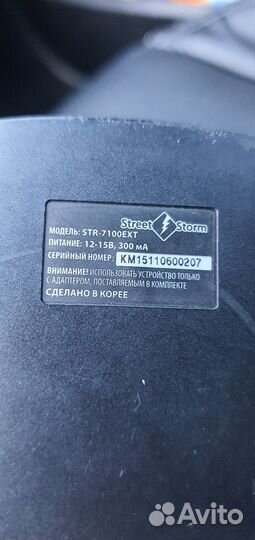 Street Storm
МОДЕЛЬ: STR-7100EXT
ПИТАНИЕ: 12-15В, 300 мА
СЕРИЙНЫЙ НОМЕР: KM15110600207
ВНИМАНИЕ! ИСПОЛЬЗОВАТЬ УСТРОЙСТВО ТОЛЬКО
С АДАПТЕРОМ, ПОСТАВЛЯЕМЫМ В КОМПЛЕКТЕ
СДЕЛАНО В КОРЕЕ
Avito